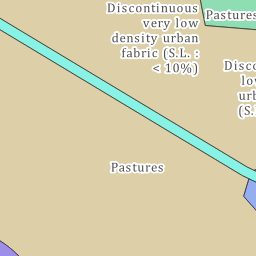 Discontinuous
very low
density urban
fabric (S.L. :
< 10%)
Pastures
Disco
lo
urb
(S.
Pastures